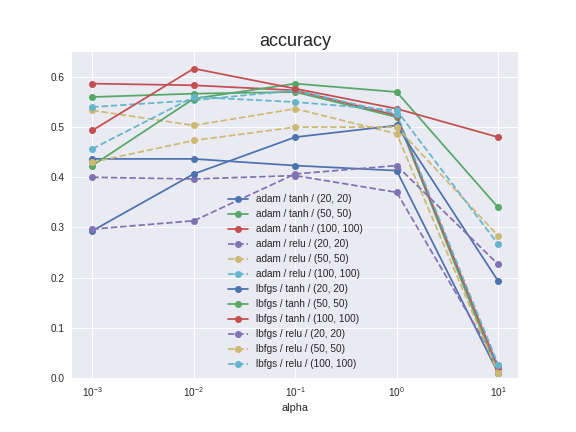 accuracy
0.6
0.5
0.4
0.3
0.2
0.1
0.0
adam / tanh / (20, 20)
adam / tanh / (50, 50)
adam / tanh / (100, 100)
adam / relu / (20, 20)
adam / relu / (50, 50)
adam / relu / (100, 100)
lbfgs / tanh / (20, 20)
lbfgs / tanh / (50, 50)
lbfgs / tanh / (100, 100)
lbfgs / relu / (20, 20)
lbfgs / relu / (50, 50)
lbfgs / relu / (100, 100)
10⁻³ 10⁻² 10⁻¹ 10⁰ 10¹
alpha